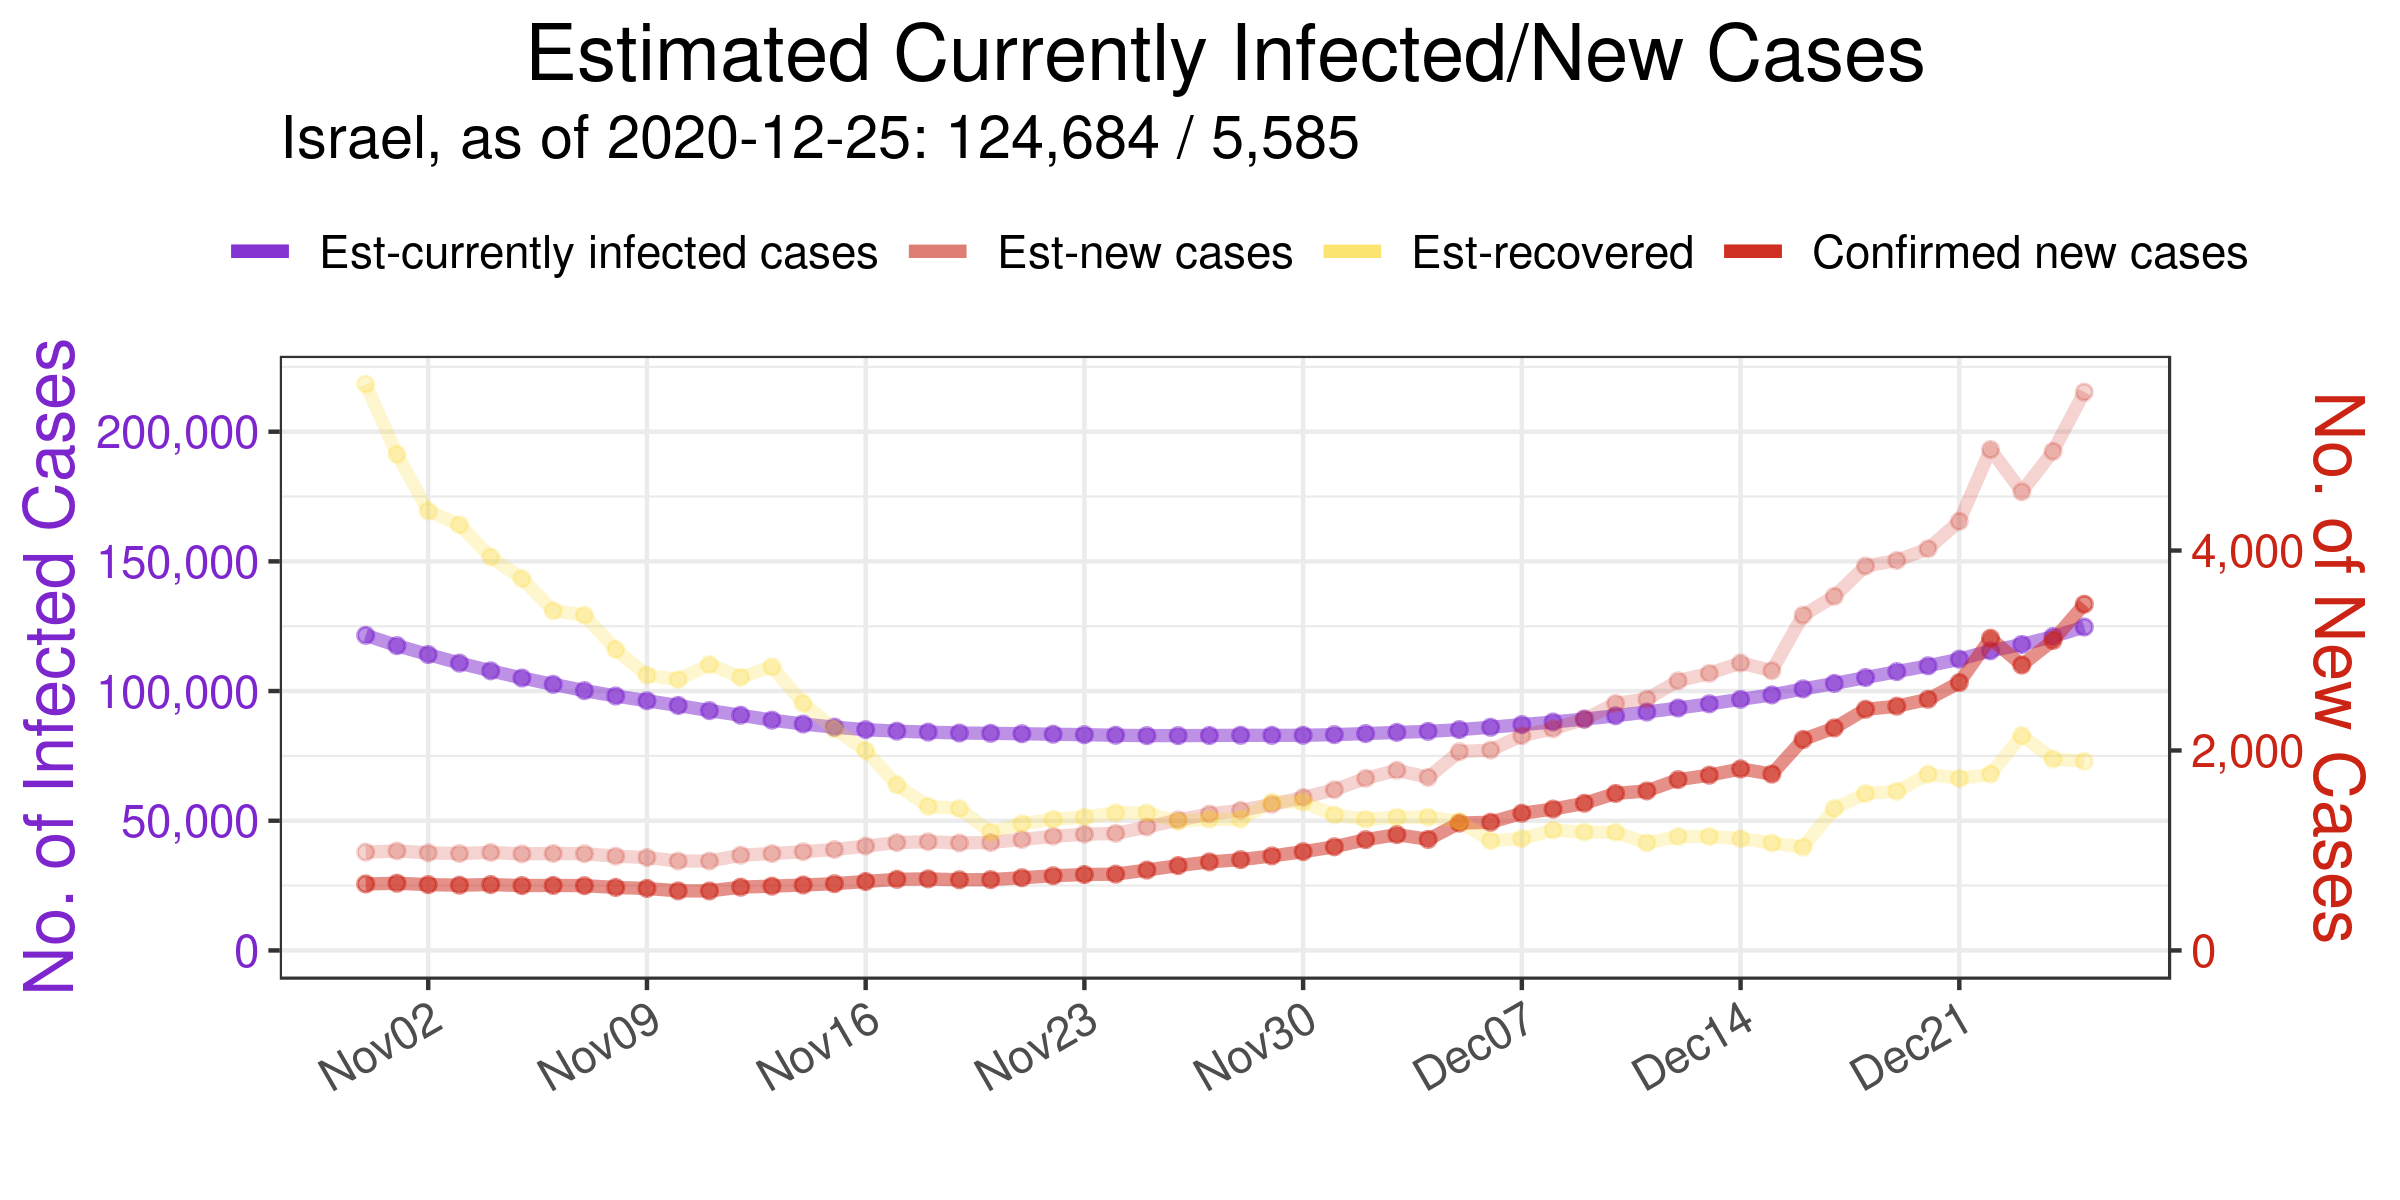 Estimated Currently Infected/New Cases
Israel, as of 2020-12-25: 124,684 / 5,585
Est-currently infected cases Est-new cases Est-recovered Confirmed new cases
No. of Infected Cases
200,000
150,000
100,000
50,000
0
4,000
2,000
0
No. of New Cases
Nov02 Nov09 Nov16 Nov23 Nov30 Dec07 Dec14 Dec21